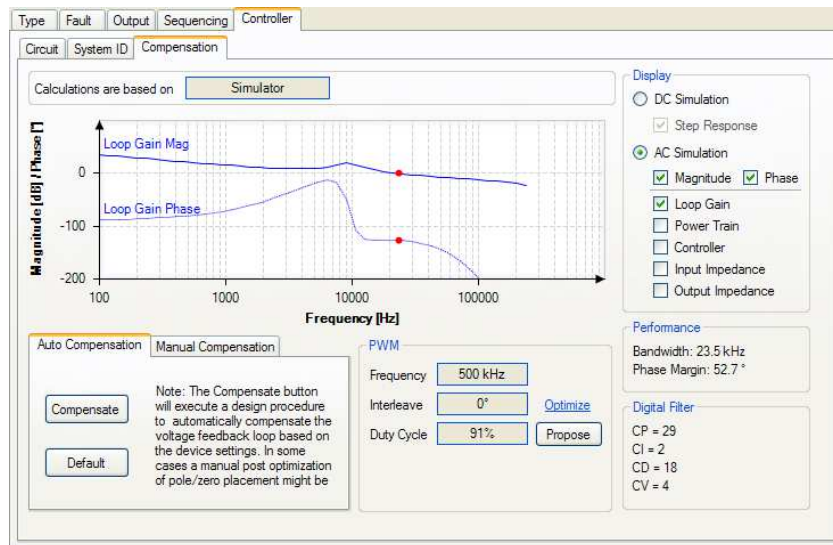 Type Fault Output Sequencing Controller
Circuit System ID Compensation
Calculations are based on Simulator
Magnitude [dB] / Phase [°]
Loop Gain Mag
Loop Gain Phase
0
-100
-200
100 1000 10000 100000
Frequency [Hz]
Display
DC Simulation
Step Response
AC Simulation
Magnitude Phase
Loop Gain
Power Train
Controller
Input Impedance
Output Impedance
Auto Compensation Manual Compensation
Compensate
Default
Note: The Compensate button
will execute a design procedure
to automatically compensate the
voltage feedback loop based on
the device settings. In some
cases a manual post optimization
of pole/zero placement might be
PWM
Frequency 500 kHz
Interleave 0° Optimize
Duty Cycle 91% Propose
Performance
Bandwidth: 23.5 kHz
Phase Margin: 52.7 °
Digital Filter
CP = 29
CI = 2
CD = 18
CV = 4